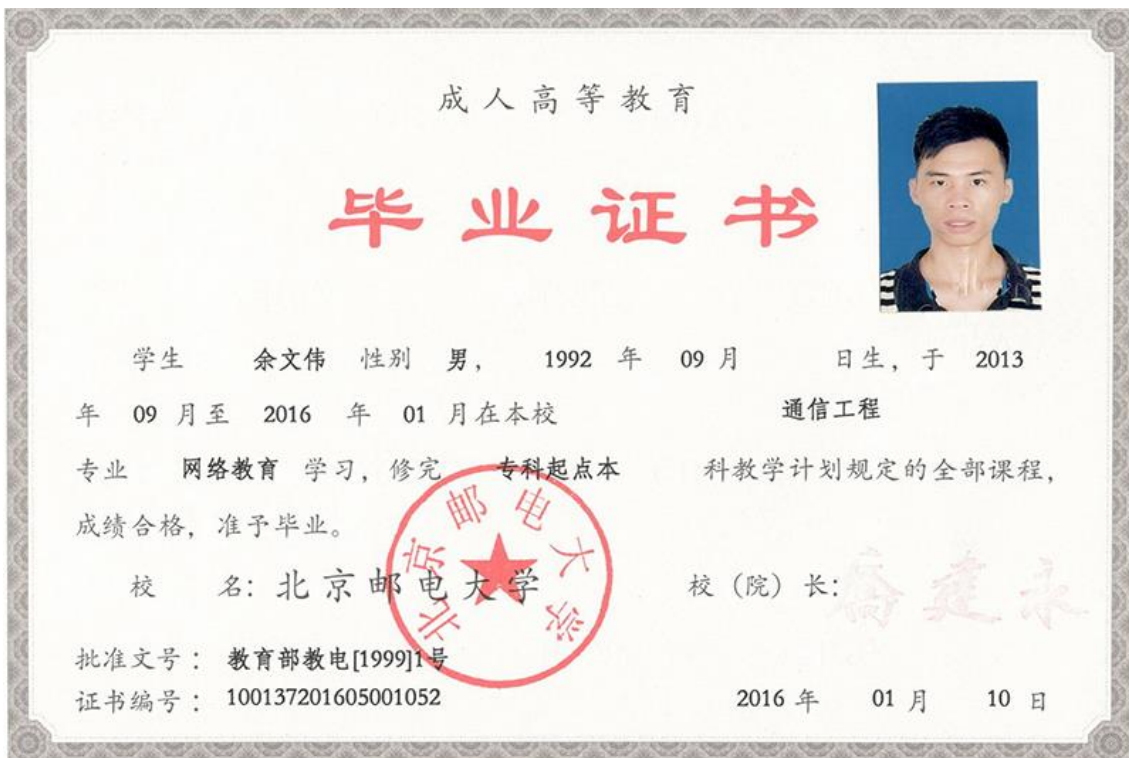 成人高等教育
毕业证书
学生 余文伟 性别 男， 1992 年 09 月 日生，于 2013
年 09 月至 2016 年 01 月在本校 通信工程
专业 网络教育 学习，修完 专科起点本 科教学计划规定的全部课程，
成绩合格，准予毕业。
校 名：北京邮电大学 校（院）长：乔建永
北京邮电大学
批准文号： 教育部教电[1999]1号
证书编号： 100137201605001052 2016 年 01 月 10 日